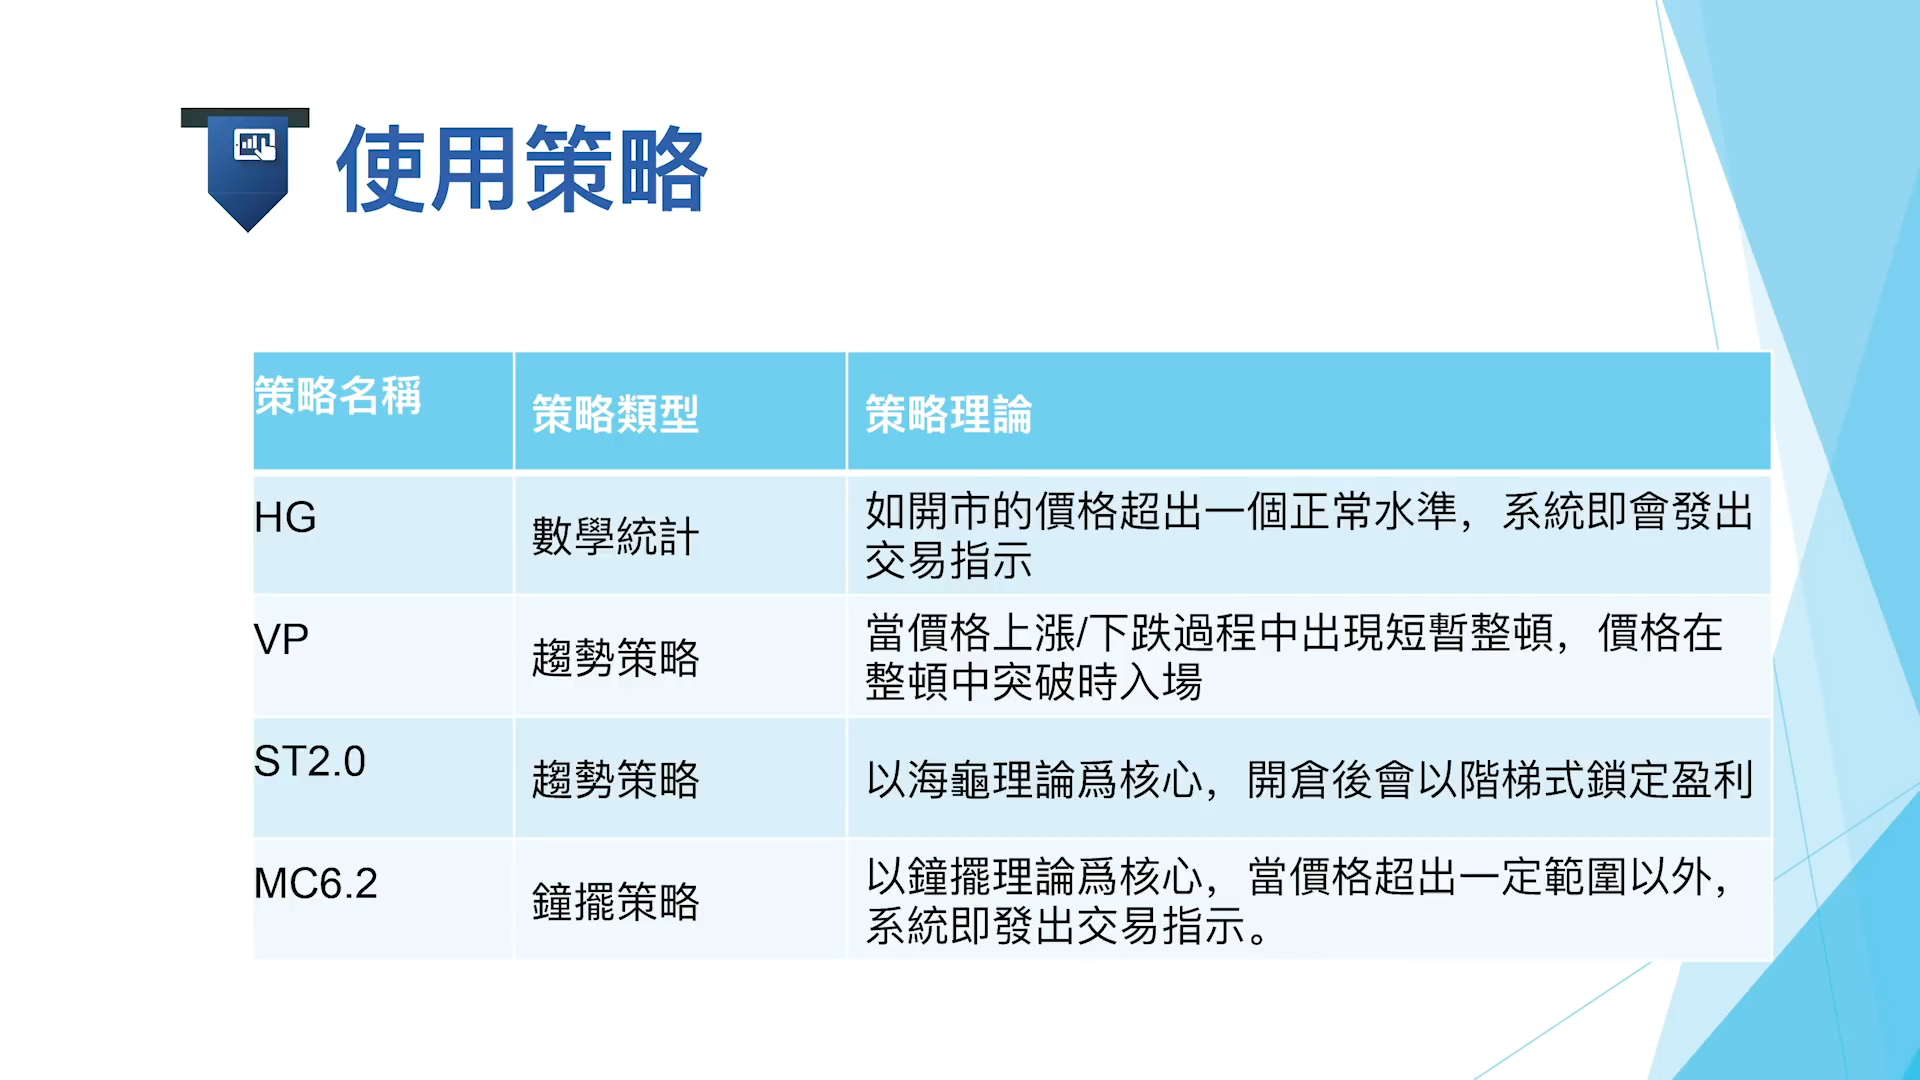 使用策略
策略名稱
策略類型
策略理論
HG
數學統計
如開市的價格超出一個正常水準，系統即會發出
交易指示
VP
趨勢策略
當價格上漲/下跌過程中出現短暫整頓，價格在
整頓中突破時入場
ST2.0
趨勢策略
以海龜理論爲核心，開倉後會以階梯式鎖定盈利
MC6.2
鐘擺策略
以鐘擺理論爲核心，當價格超出一定範圍以外，
系統即發出交易指示。